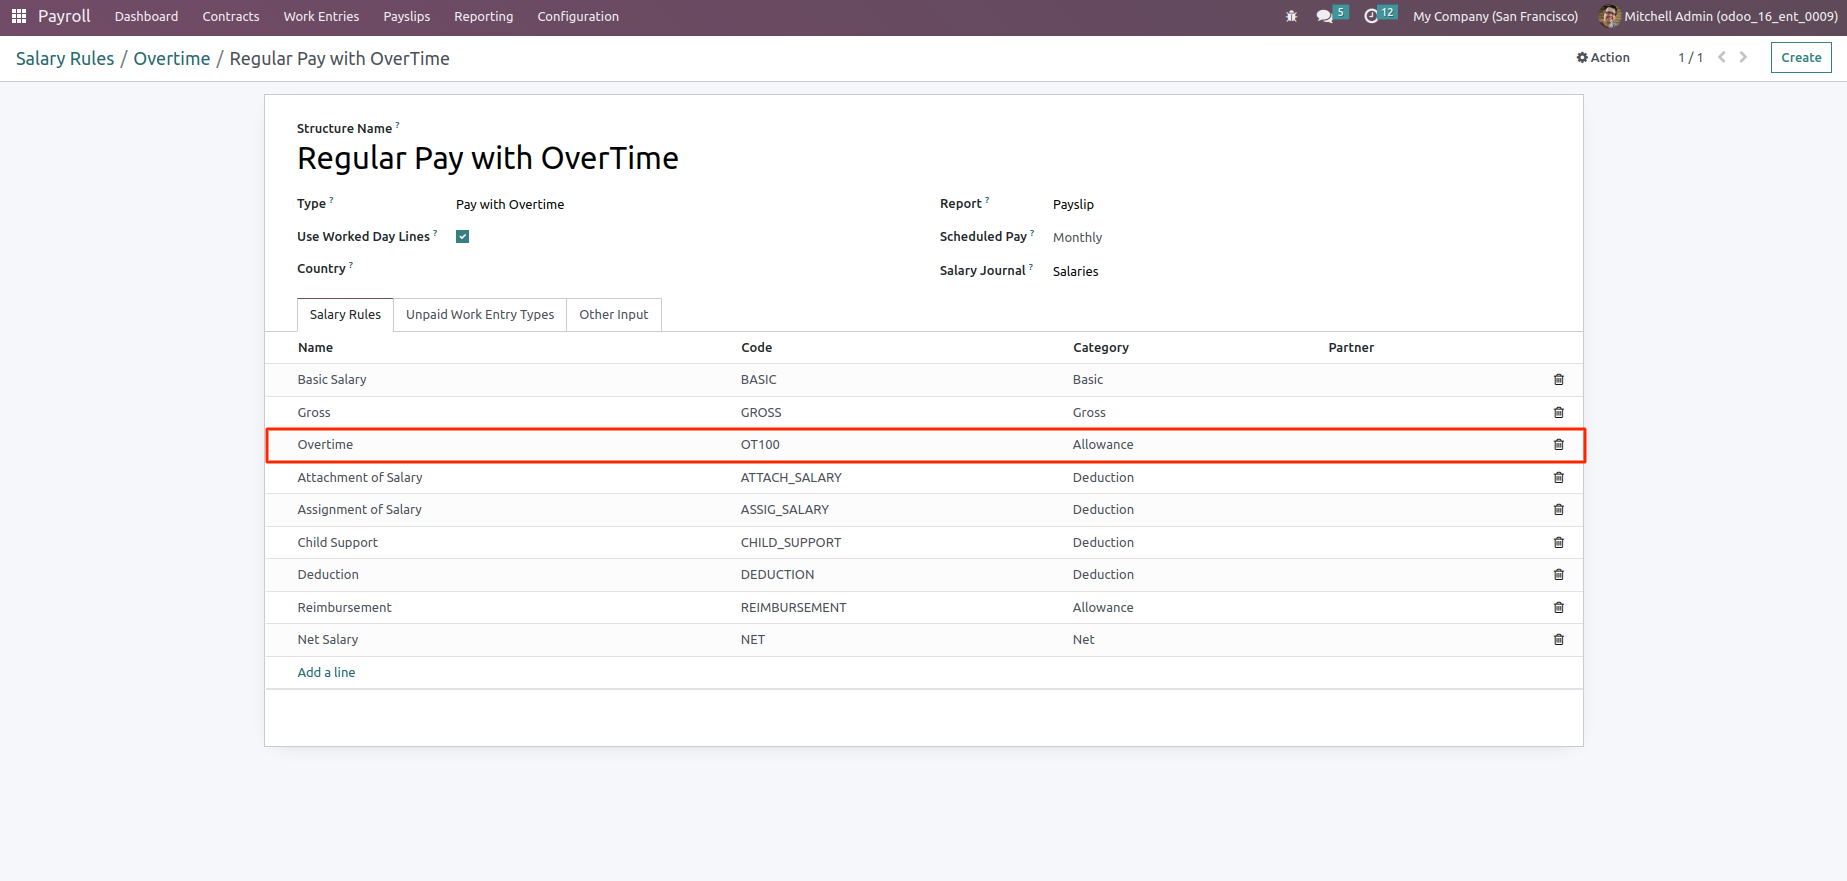 Payroll Dashboard Contracts Work Entries Payslips Reporting Configuration 5 12 My Company (San Francisco) Mitchell Admin (odoo_16_ent_0009)
Salary Rules / Overtime / Regular Pay with OverTime Action 1 / 1 Create
Structure Name ?
Regular Pay with OverTime
Type ? Pay with Overtime Report ? Payslip
Use Worked Day Lines ? Scheduled Pay ? Monthly
Country ? Salary Journal ? Salaries
Salary Rules Unpaid Work Entry Types Other Input
Name Code Category Partner
Basic Salary BASIC Basic
Gross GROSS Gross
Overtime OT100 Allowance
Attachment of Salary ATTACH_SALARY Deduction
Assignment of Salary ASSIG_SALARY Deduction
Child Support CHILD_SUPPORT Deduction
Deduction DEDUCTION Deduction
Reimbursement REIMBURSEMENT Allowance
Net Salary NET Net
Add a line